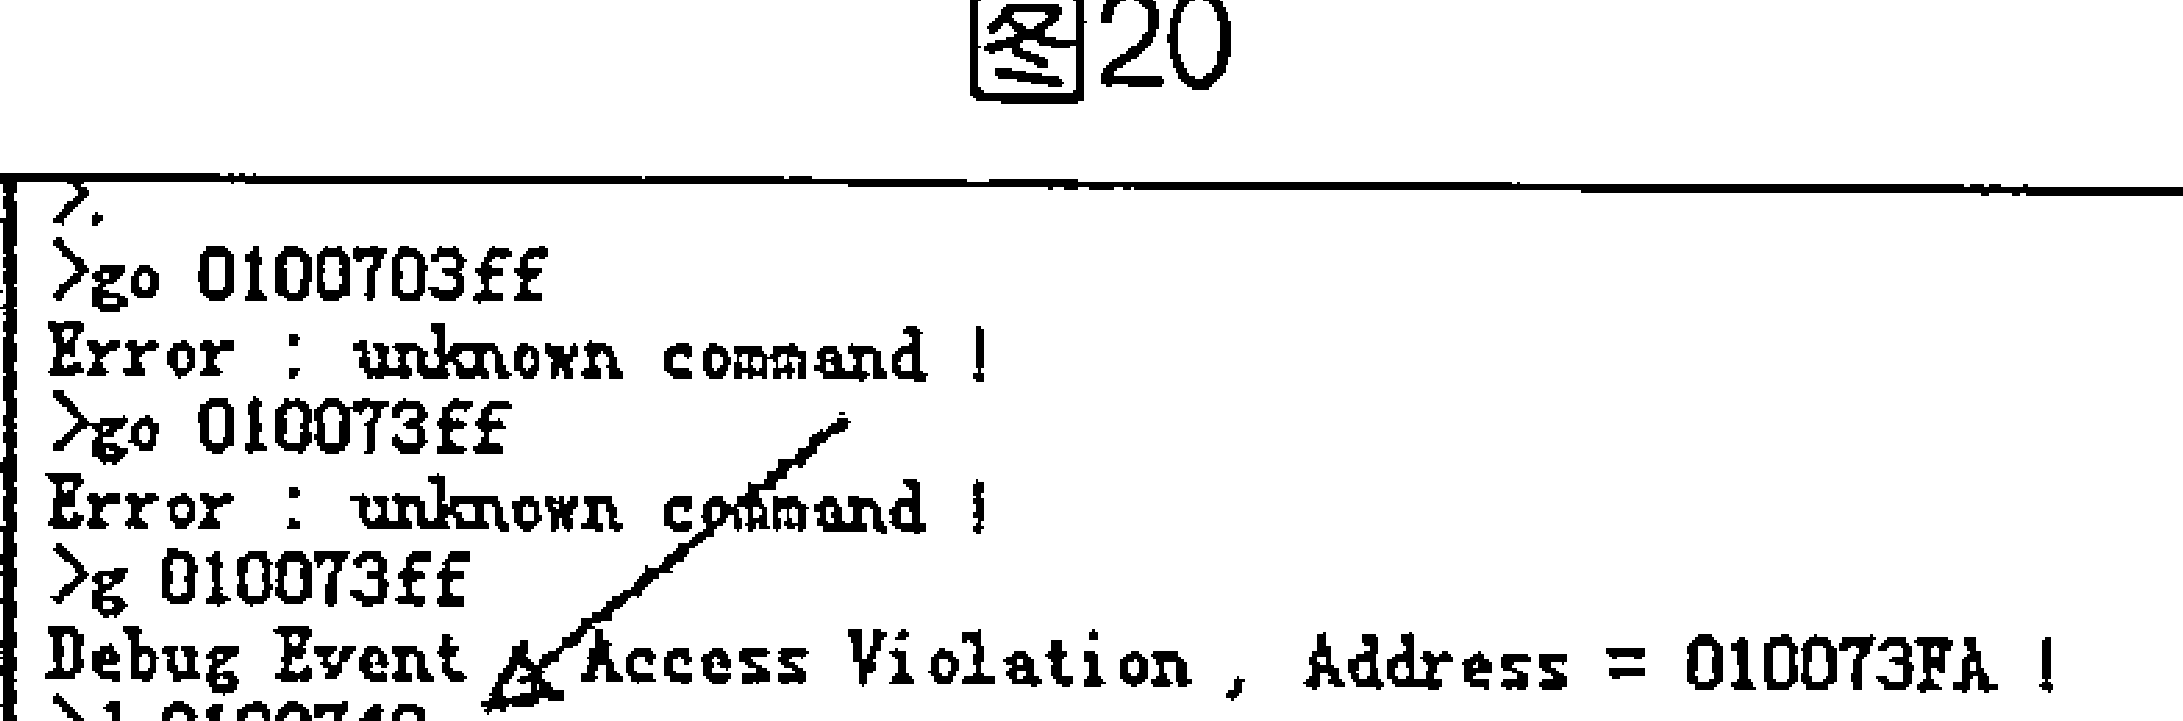 图20
>.
>go 0100703ff
Error : unknown command !
>go 010073ff
Error : unknown command !
>g 010073ff
Debug Event Access Violation , Address = 010073FA !